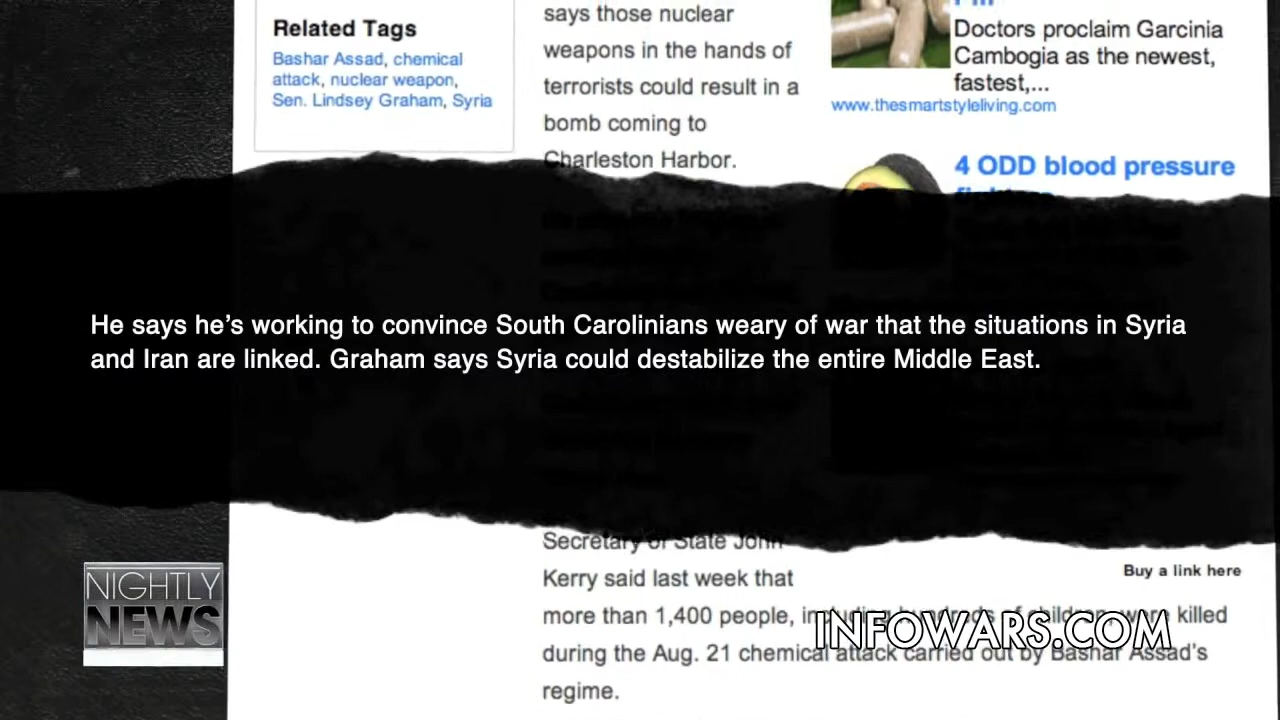 Related Tags
Bashar Assad, chemical
attack, nuclear weapon,
Sen. Lindsey Graham, Syria
says those nuclear
weapons in the hands of
terrorists could result in a
bomb coming to
Charleston Harbor.
Doctors proclaim Garcinia
Cambogia as the newest,
fastest,...
www.thesmartstyleliving.com
4 ODD blood pressure
He says he's working to convince South Carolinians weary of war that the situations in Syria
and Iran are linked. Graham says Syria could destabilize the entire Middle East.
Secretary of State John
Kerry said last week that
more than 1,400 people, including hundreds of children, were killed
during the Aug. 21 chemical attack carried out by Bashar Assad's
regime.
Buy a link here
NIGHTLY
NEWS
INFOWARS.COM